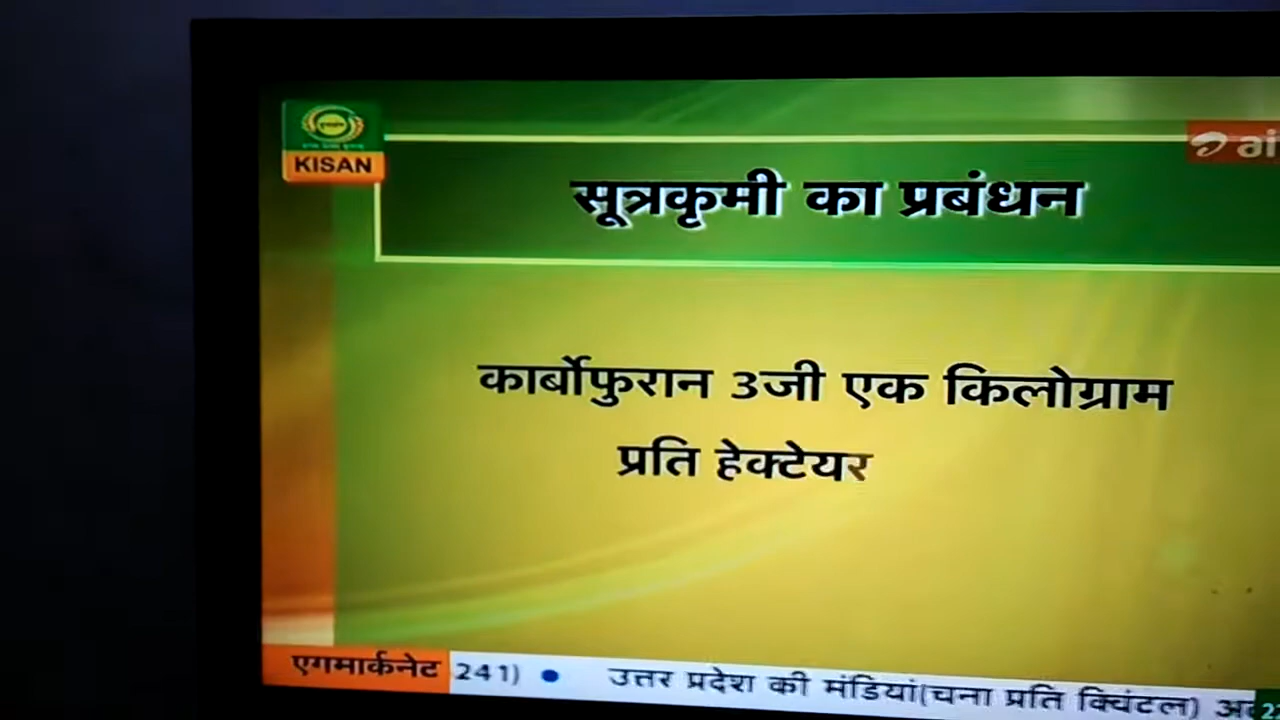 KISAN
सूत्रकृमी का प्रबंधन
कार्बोफुरान 3जी एक किलोग्राम
प्रति हेक्टेयर
एगमार्कनेट 241) ● उत्तर प्रदेश की मंडियां(चना प्रति क्विंटल)